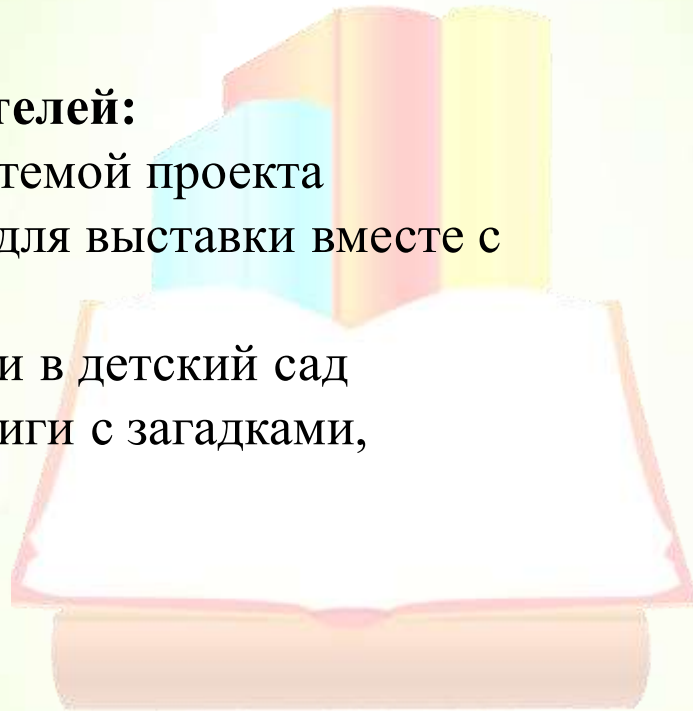 телей:
темой проекта
для выставки вместе с
и в детский сад
иги с загадками,